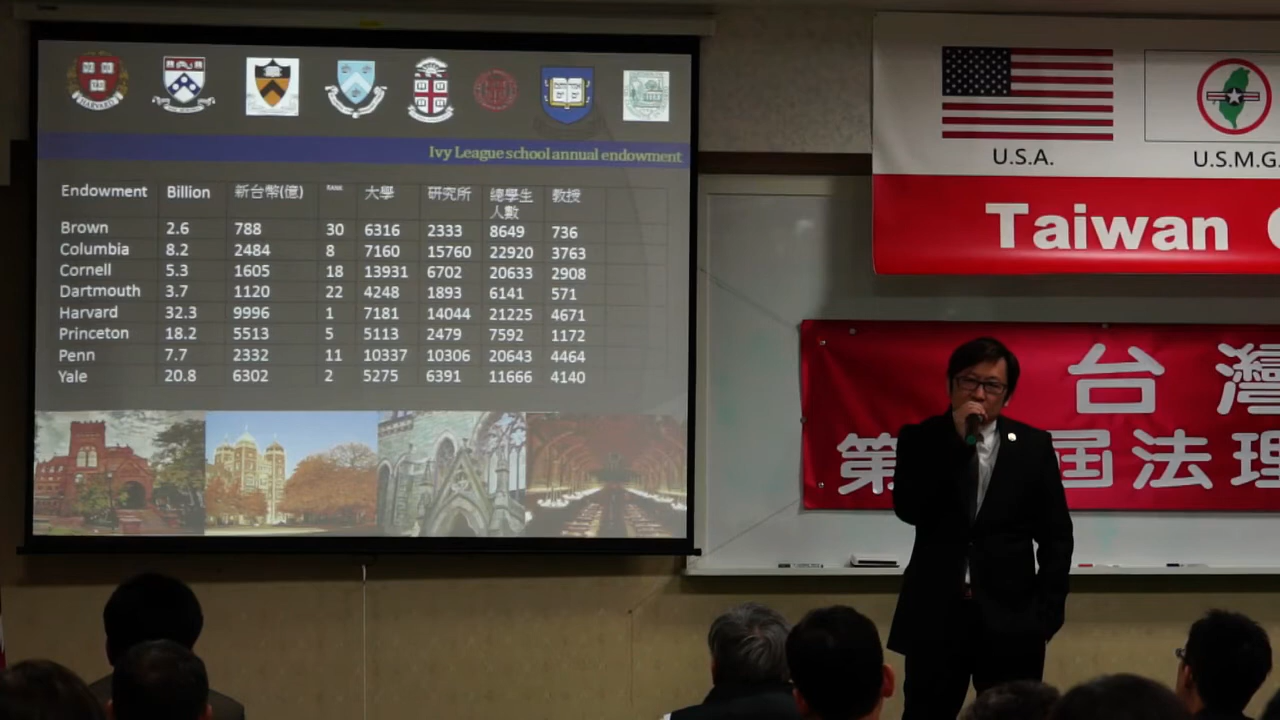 HARVARD
Ivy League school annual endowment
Endowment Billion 新台幣(億) RANK 大學 研究所 總學生人數 教授
Brown 2.6 788 30 6316 2333 8649 736
Columbia 8.2 2484 8 7160 15760 22920 3763
Cornell 5.3 1605 18 13931 6702 20633 2908
Dartmouth 3.7 1120 22 4248 1893 6141 571
Harvard 32.3 9996 1 7181 14044 21225 4671
Princeton 18.2 5513 5 5113 2479 7592 1172
Penn 7.7 2332 11 10337 10306 20643 4464
Yale 20.8 6302 2 5275 6391 11666 4140
U.S.A. U.S.M.G.
Taiwan
台灣
第 屆法理